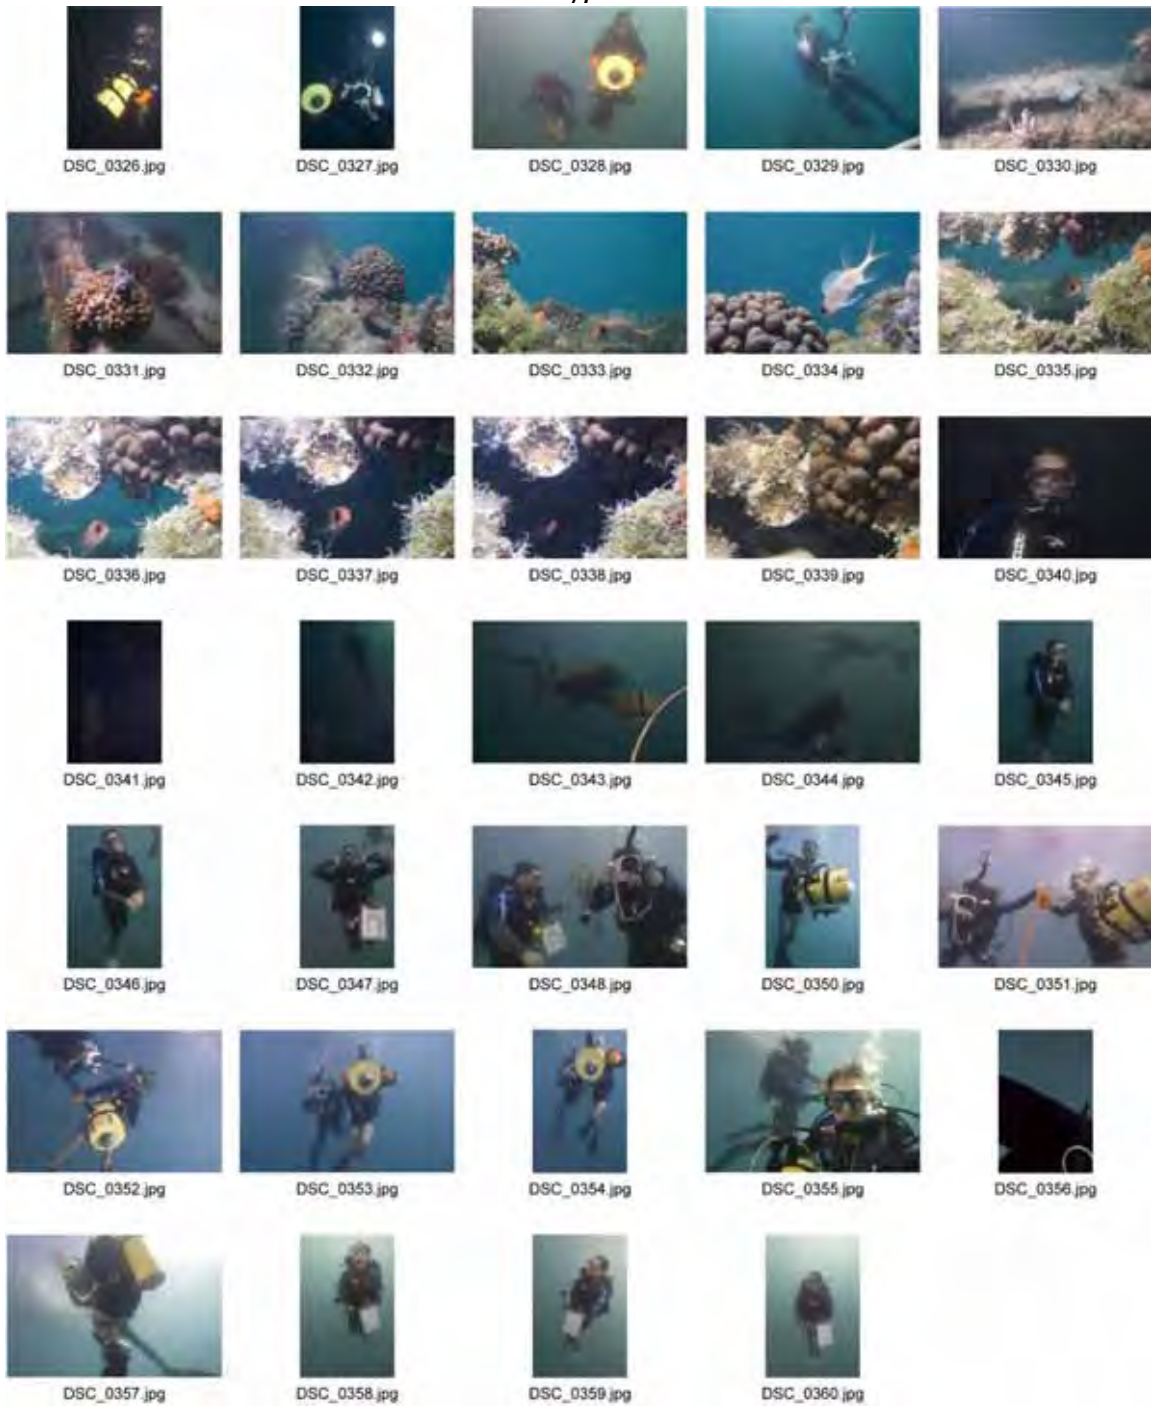 DSC_0326.jpg DSC_0327.jpg DSC_0328.jpg DSC_0329.jpg DSC_0330.jpg
DSC_0331.jpg DSC_0332.jpg DSC_0333.jpg DSC_0334.jpg DSC_0335.jpg
DSC_0336.jpg DSC_0337.jpg DSC_0338.jpg DSC_0339.jpg DSC_0340.jpg
DSC_0341.jpg DSC_0342.jpg DSC_0343.jpg DSC_0344.jpg DSC_0345.jpg
DSC_0346.jpg DSC_0347.jpg DSC_0348.jpg DSC_0350.jpg DSC_0351.jpg
DSC_0352.jpg DSC_0353.jpg DSC_0354.jpg DSC_0355.jpg DSC_0356.jpg
DSC_0357.jpg DSC_0358.jpg DSC_0359.jpg DSC_0360.jpg